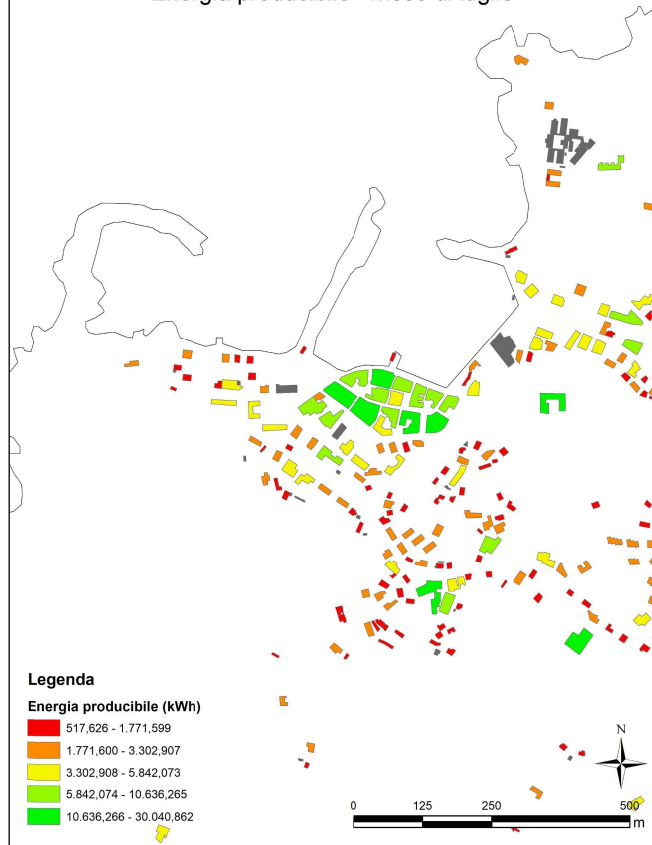 Energia producibile - mese di luglio
Legenda
Energia producibile (kWh)
517,626 - 1.771,599
1.771,600 - 3.302,907
3.302,908 - 5.842,073
5.842,074 - 10.636,265
10.636,266 - 30.040,862
N
0 125 250 500
m